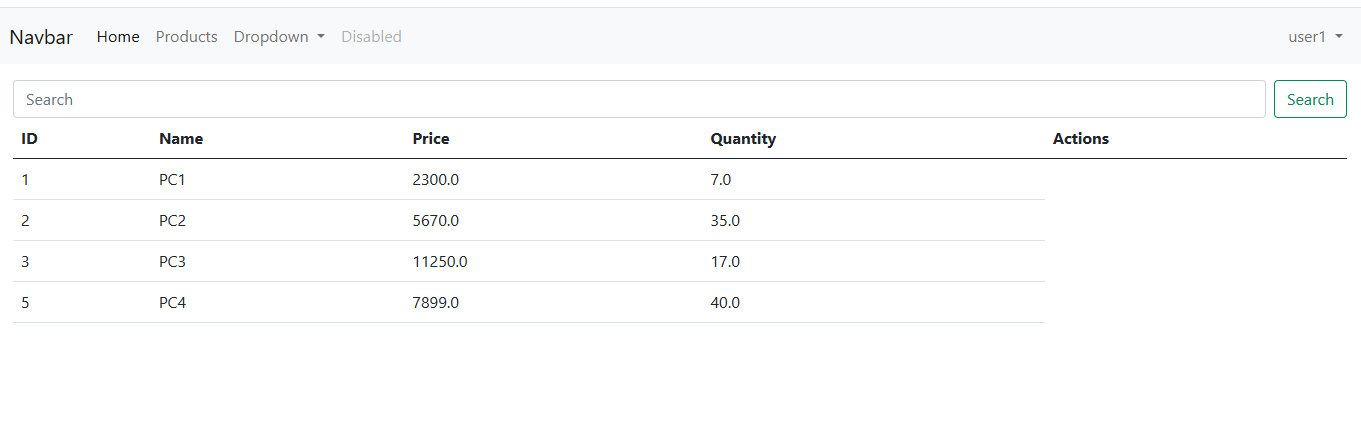 Navbar Home Products Dropdown Disabled user1
Search Search
ID Name Price Quantity Actions
1 PC1 2300.0 7.0
2 PC2 5670.0 35.0
3 PC3 11250.0 17.0
5 PC4 7899.0 40.0